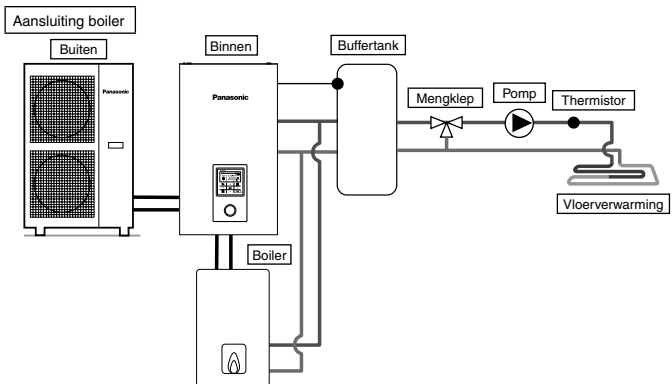 Aansluiting boiler
Buiten
Binnen
Buffertank
Panasonic
Panasonic
Mengklep
Pomp
Thermistor
Vloerverwarming
Boiler